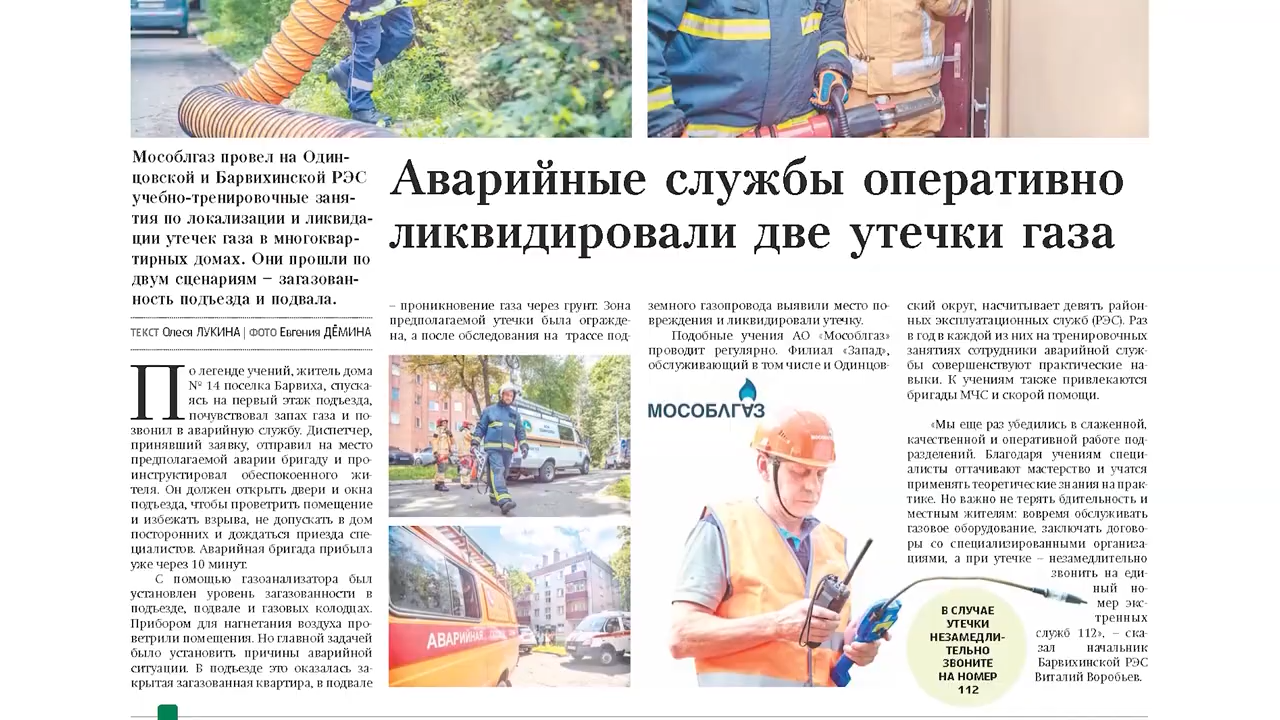 Мособлгаз провел на Один-
цовской и Барвихинской РЭС
учебно-тренировочные заня-
тия по локализации и ликвида-
ции утечек газа в многоквар-
тирных домах. Они прошли по
двум сценариям – загазован-
ность подъезда и подвала.
ТЕКСТ Олеся ЛУКИНА | ФОТО Евгения ДЁМИНА
Аварийные службы оперативно
ликвидировали две утечки газа
По легенде учений, житель дома
№ 14 поселка Барвиха, спуска-
ясь на первый этаж подъезда,
почувствовал запах газа и по-
звонил в аварийную службу. Диспетчер,
принявший заявку, отправил на место
предполагаемой аварии бригаду и про-
инструктировал обеспокоенного жи-
теля. Он должен открыть двери и окна
подъезда, чтобы проветрить помещение
и избежать взрыва, не допускать в дом
посторонних и дождаться приезда спе-
циалистов. Аварийная бригада прибыла
уже через 10 минут.
С помощью газоанализатора был
установлен уровень загазованности в
подъезде, подвале и газовых колодцах.
Прибором для нагнетания воздуха про-
ветрили помещения. Но главной задачей
было установить причины аварийной
ситуации. В подъезде это оказалась за-
крытая загазованная квартира, в подвале
– проникновение газа через грунт. Зона
предполагаемой утечки была огражде-
на, а после обследования на трассе под-
земного газопровода выявили место по-
вреждения и ликвидировали утечку.
Подобные учения АО «Мособлгаз»
проводит регулярно. Филиал «Запад»,
обслуживающий в том числе и Одинцов-
ский округ, насчитывает девять район-
ных эксплуатационных служб (РЭС). Раз
в год в каждой из них на тренировочных
занятиях сотрудники аварийной служ-
бы совершенствуют практические на-
выки. К учениям также привлекаются
бригады МЧС и скорой помощи.
«Мы еще раз убедились в слаженной,
качественной и оперативной работе под-
разделений. Благодаря учениям специ-
алисты оттачивают мастерство и учатся
применять теоретические знания на прак-
тике. Но важно не терять бдительность и
местным жителям: вовремя обслуживать
газовое оборудование, заключать догово-
ры со специализированными организа-
циями, а при утечке – незамедлительно
звонить на еди-
ный но-
мер экс-
тренных
служб 112», – ска-
зал начальник
Барвихинской РЭС
Виталий Воробьев.
МОСОБЛГАЗ
АВАРИЙНАЯ
В СЛУЧАЕ
УТЕЧКИ
НЕЗАМЕДЛИ-
ТЕЛЬНО
ЗВОНИТЕ
НА НОМЕР
112